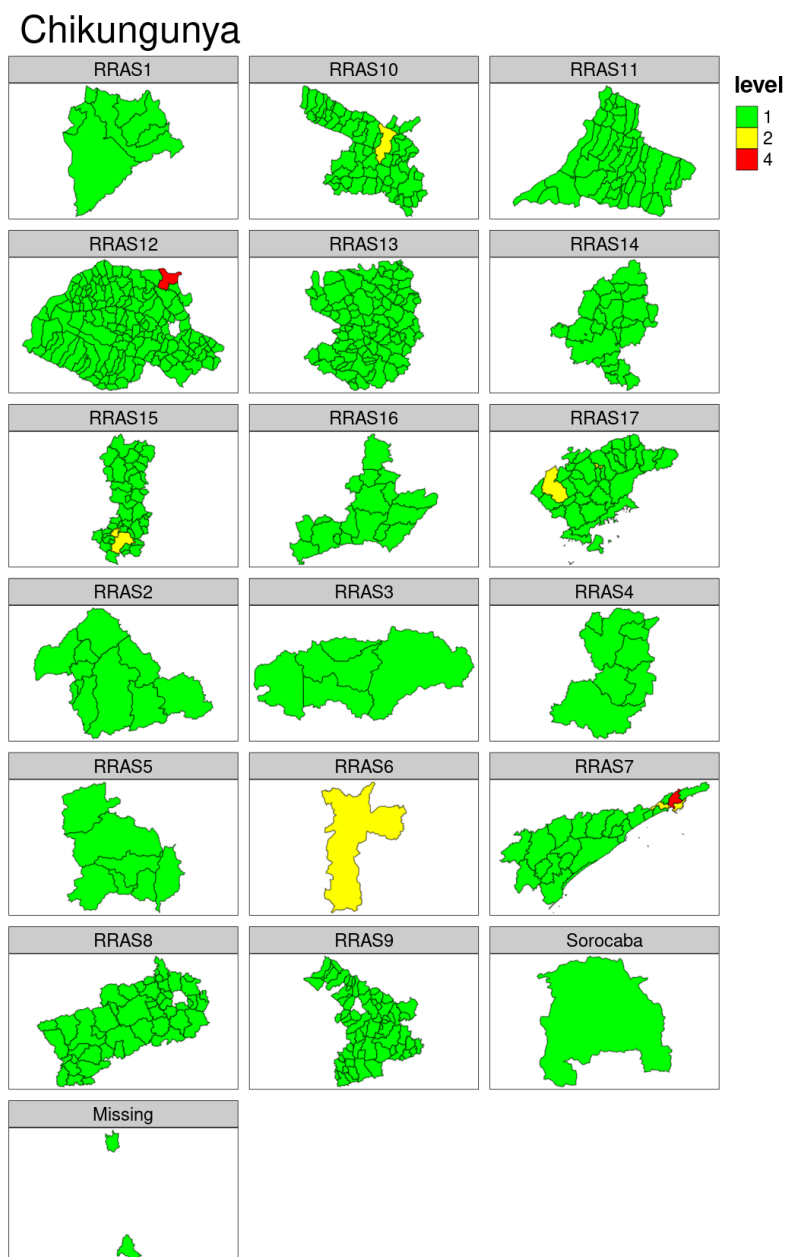 Chikungunya
RRAS1
RRAS10
RRAS11
level
1
2
4
RRAS12
RRAS13
RRAS14
RRAS15
RRAS16
RRAS17
RRAS2
RRAS3
RRAS4
RRAS5
RRAS6
RRAS7
RRAS8
RRAS9
Sorocaba
Missing